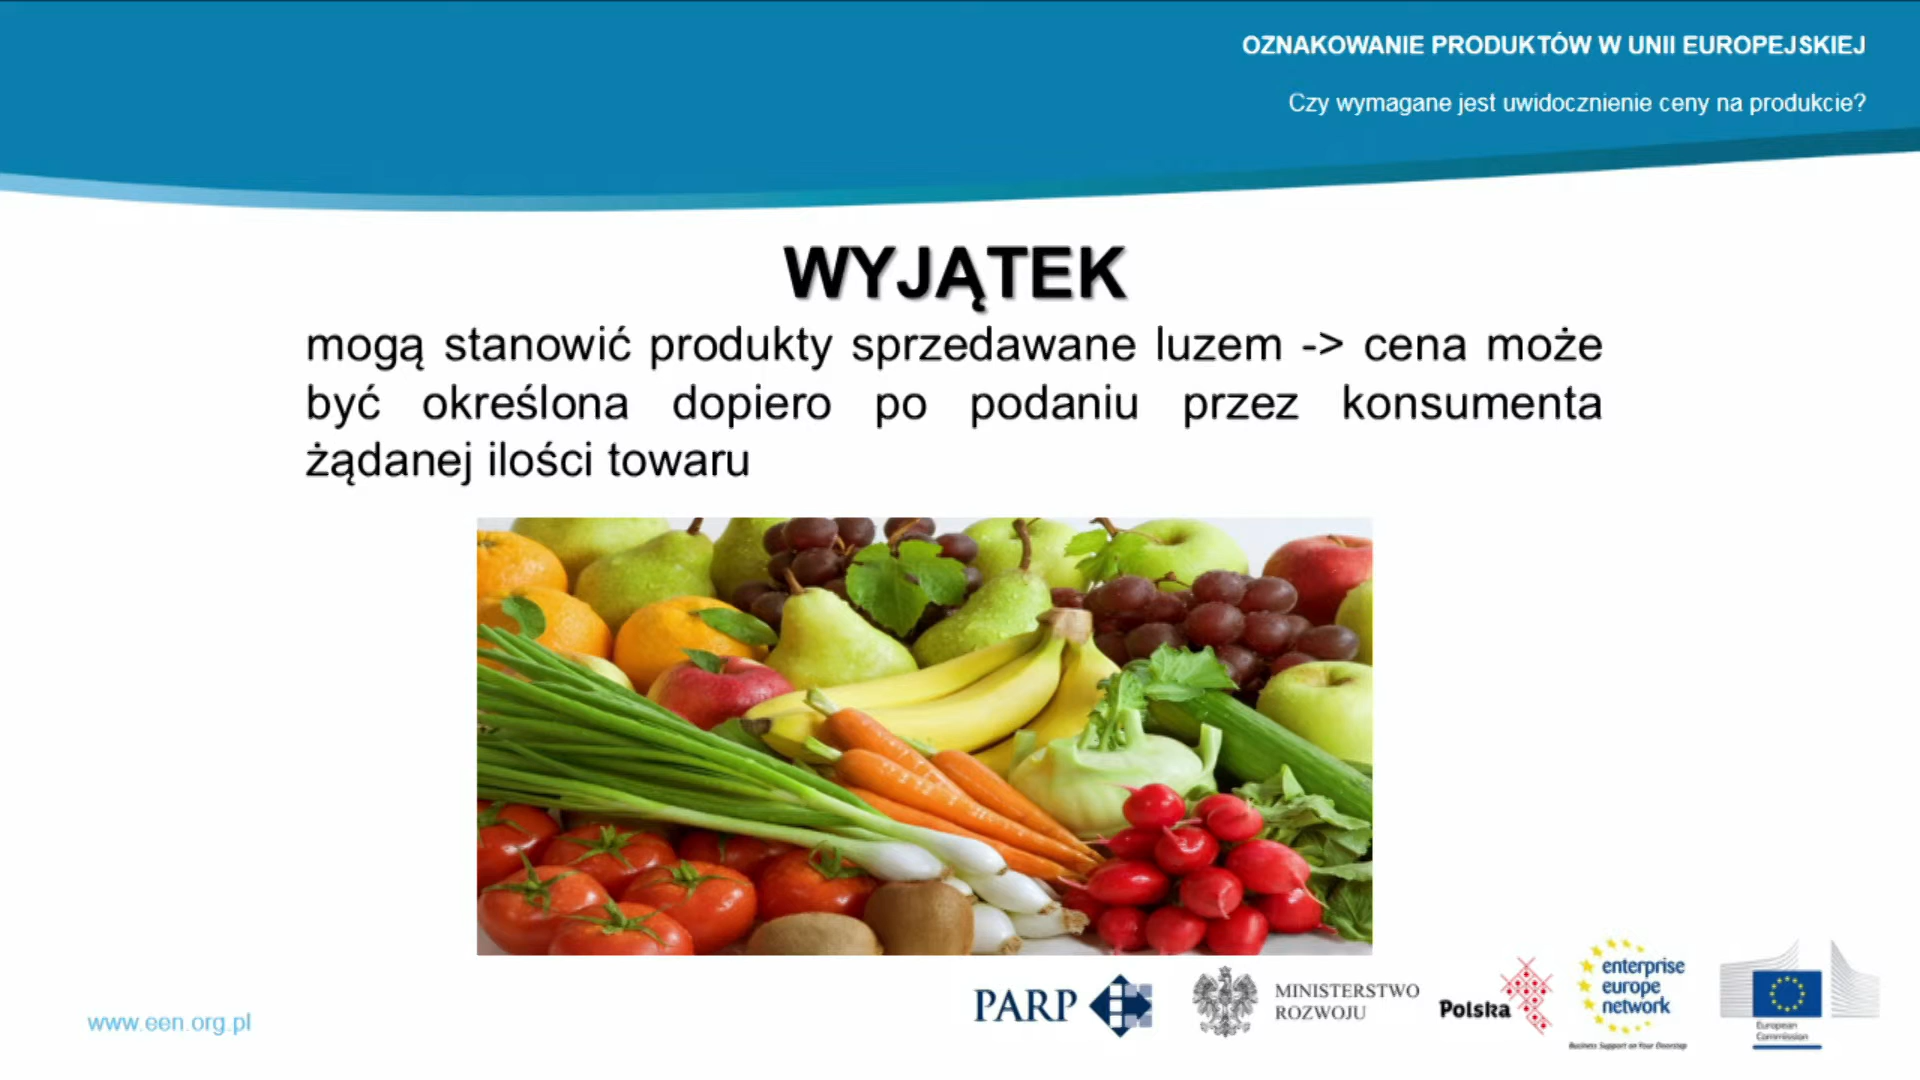 OZNAKOWANIE PRODUKTÓW W UNII EUROPEJSKIEJ
Czy wymagane jest uwidocznienie ceny na produkcie?
WYJĄTEK
mogą stanowić produkty sprzedawane luzem -> cena może
być określona dopiero po podaniu przez konsumenta
żądanej ilości towaru
www.een.org.pl
PARP
MINISTERSTWO
ROZWOJU
Polska
enterprise
europe
network
Business Support on Your Doorstep
European
Commission